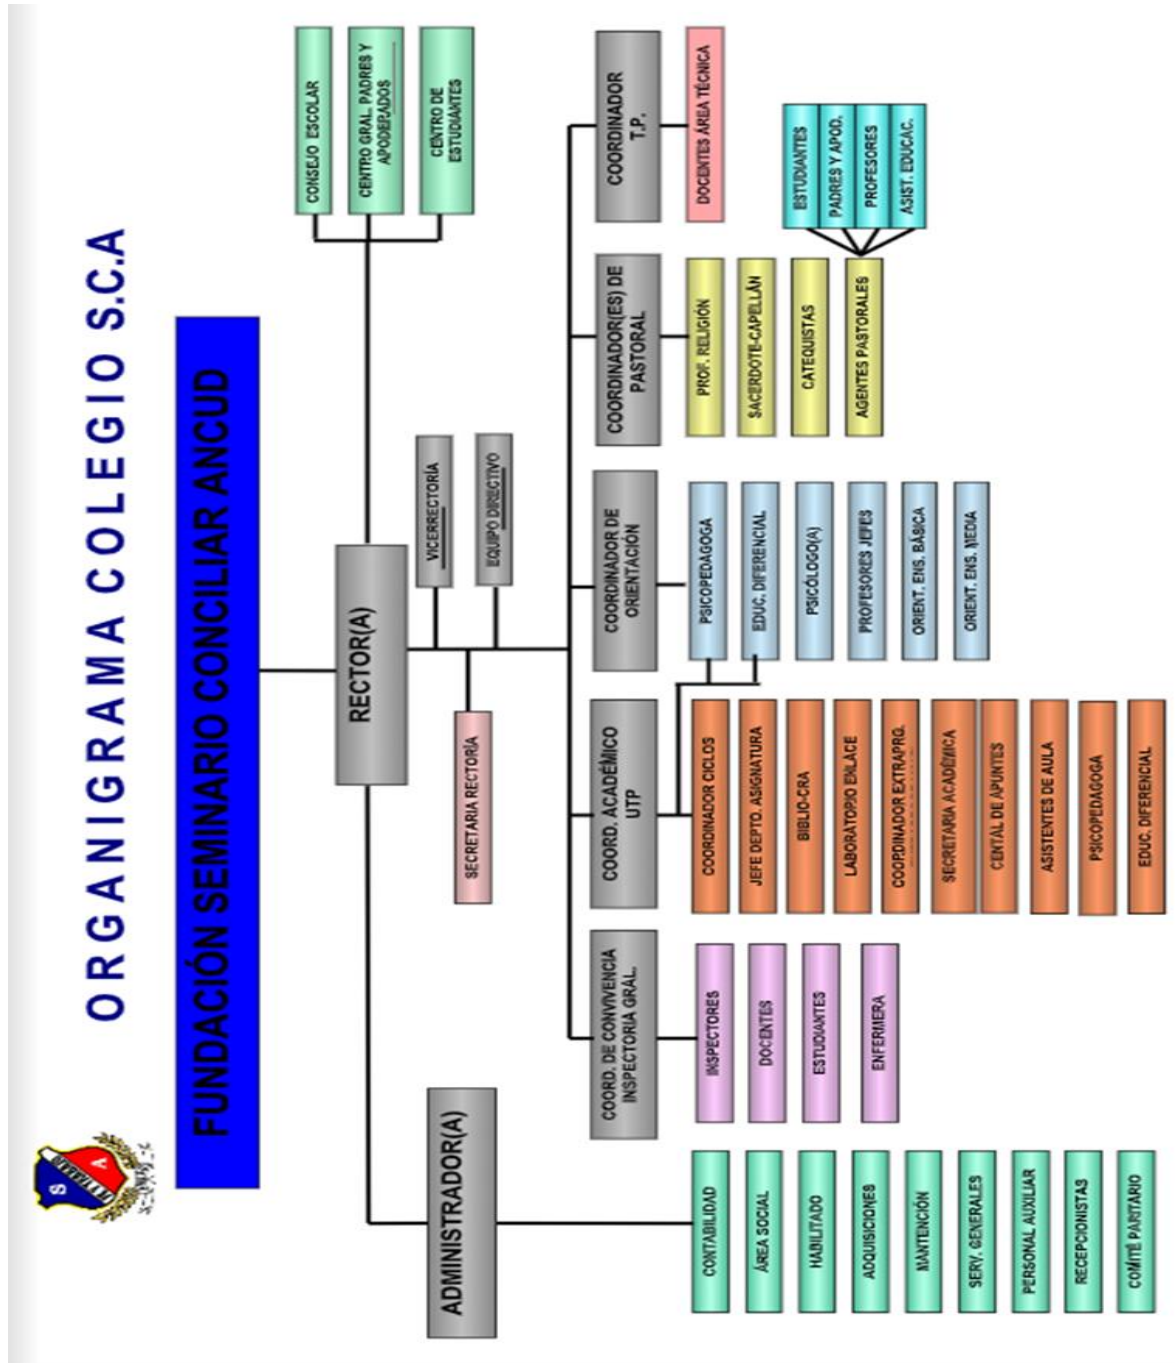 ORGANIGRAMA COLEGIO S.C.A
S
A
FUNDACIÓN SEMINARIO CONCILIAR ANCUD
RECTOR(A)
CONSEJO ESCOLAR
CENTRO GRAL. PADRES Y
APODERADOS
CENTRO DE
ESTUDIANTES
VICERRECTORÍA
EQUIPO DIRECTIVO
SECRETARIA RECTORÍA
ADMINISTRADOR(A)
CONTABILIDAD
ÁREA SOCIAL
HABILITADO
ADQUISICIONES
MANTENCIÓN
SERV. GENERALES
PERSONAL AUXILIAR
RECEPCIONISTAS
COMITÉ PARITARIO
COORD. DE CONVIVENCIA
INSPECTORÍA GRAL.
INSPECTORES
DOCENTES
ESTUDIANTES
ENFERMERA
COORD. ACADÉMICO
UTP
COORDINADOR CICLOS
JEFE DEPTO. ASIGNATURA
BIBLIO-CRA
LABORATORIO ENLACE
COORDINADOR EXTRAPRG.
SECRETARIA ACADÉMICA
CENTAL DE APUNTES
ASISTENTES DE AULA
PSICOPEDAGOGA
EDUC. DIFERENCIAL
COORDINADOR DE
ORIENTACIÓN
PSICOPEDAGOGA
EDUC. DIFERENCIAL
PSICÓLOGO(A)
PROFESORES JEFES
ORIENT. ENS. BÁSICA
ORIENT. ENS. MEDIA
COORDINADOR(ES) DE
PASTORAL
PROF. RELIGIÓN
SACERDOTE-CAPELLÁN
CATEQUISTAS
AGENTES PASTORALES
ESTUDIANTES
PADRES Y APOD.
PROFESORES
ASIST. EDUCAC.
COORDINADOR
T.P.
DOCENTES ÁREA TÉCNICA